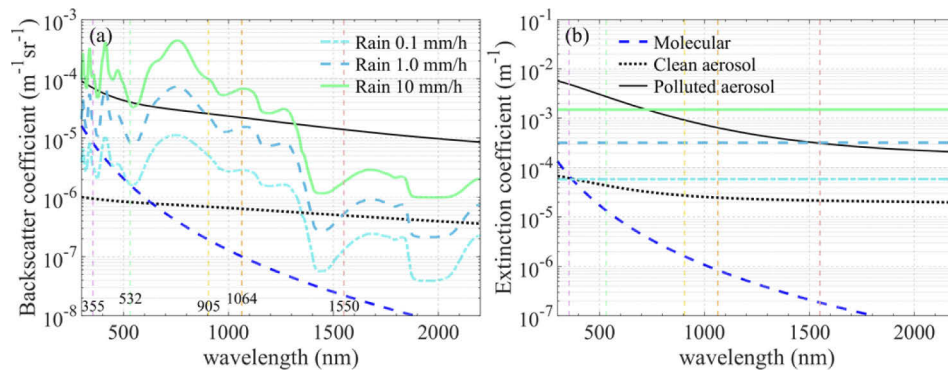 (a)
Rain 0.1 mm/h
Rain 1.0 mm/h
Rain 10 mm/h
Backscatter coefficient (m⁻¹ sr⁻¹)
10⁻³
10⁻⁴
10⁻⁵
10⁻⁶
10⁻⁷
10⁻⁸
355
532
905
1064
1550
500 1000 1500 2000
wavelength (nm)
(b)
Molecular
Clean aerosol
Polluted aerosol
Extinction coefficient (m⁻¹)
10⁻¹
10⁻²
10⁻³
10⁻⁴
10⁻⁵
10⁻⁶
10⁻⁷
500 1000 1500 2000
wavelength (nm)